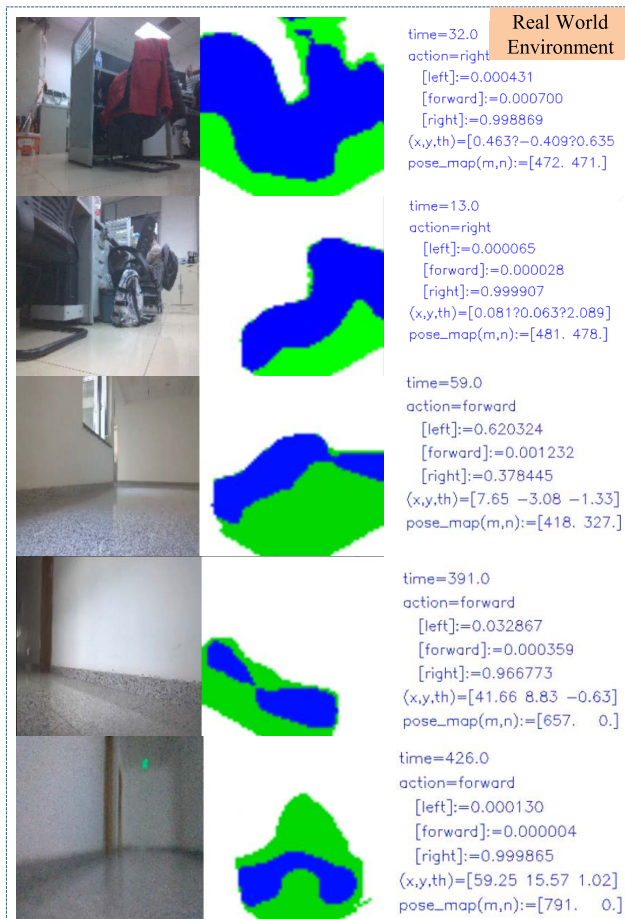 Real World
Environment
time=32.0
action=right
[left]:=0.000431
[forward]:=0.000700
[right]:=0.998869
(x,y,th)=[0.463?−0.409?0.635
pose_map(m,n):=[472. 471.]
time=13.0
action=right
[left]:=0.000065
[forward]:=0.000028
[right]:=0.999907
(x,y,th)=[0.081?0.063?2.089]
pose_map(m,n):=[481. 478.]
time=59.0
action=forward
[left]:=0.620324
[forward]:=0.001232
[right]:=0.378445
(x,y,th)=[7.65 −3.08 −1.33]
pose_map(m,n):=[418. 327.]
time=391.0
action=forward
[left]:=0.032867
[forward]:=0.000359
[right]:=0.966773
(x,y,th)=[41.66 8.83 −0.63]
pose_map(m,n):=[657. 0.]
time=426.0
action=forward
[left]:=0.000130
[forward]:=0.000004
[right]:=0.999865
(x,y,th)=[59.25 15.57 1.02]
pose_map(m,n):=[791. 0.]